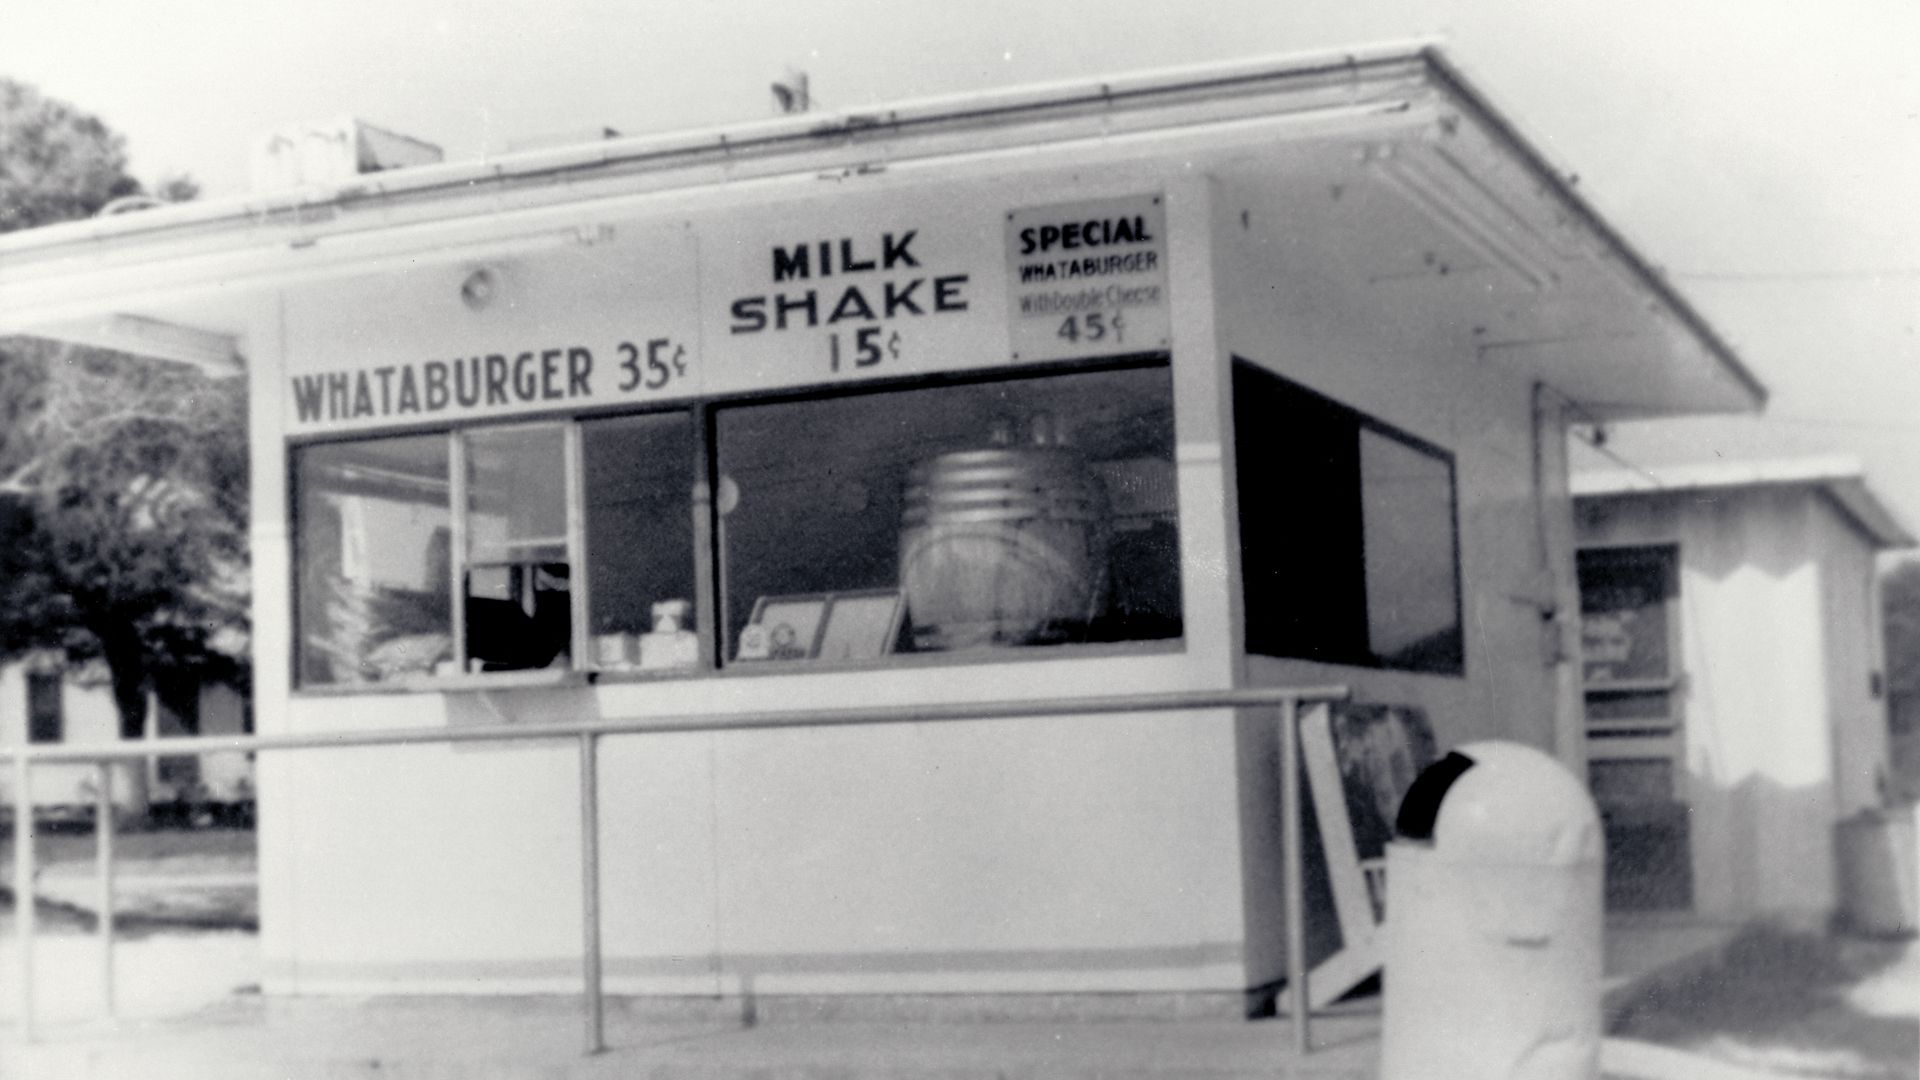 WHATABURGER 35¢
MILK
SHAKE
15¢
SPECIAL
WHATABURGER
With Double Cheese
45¢